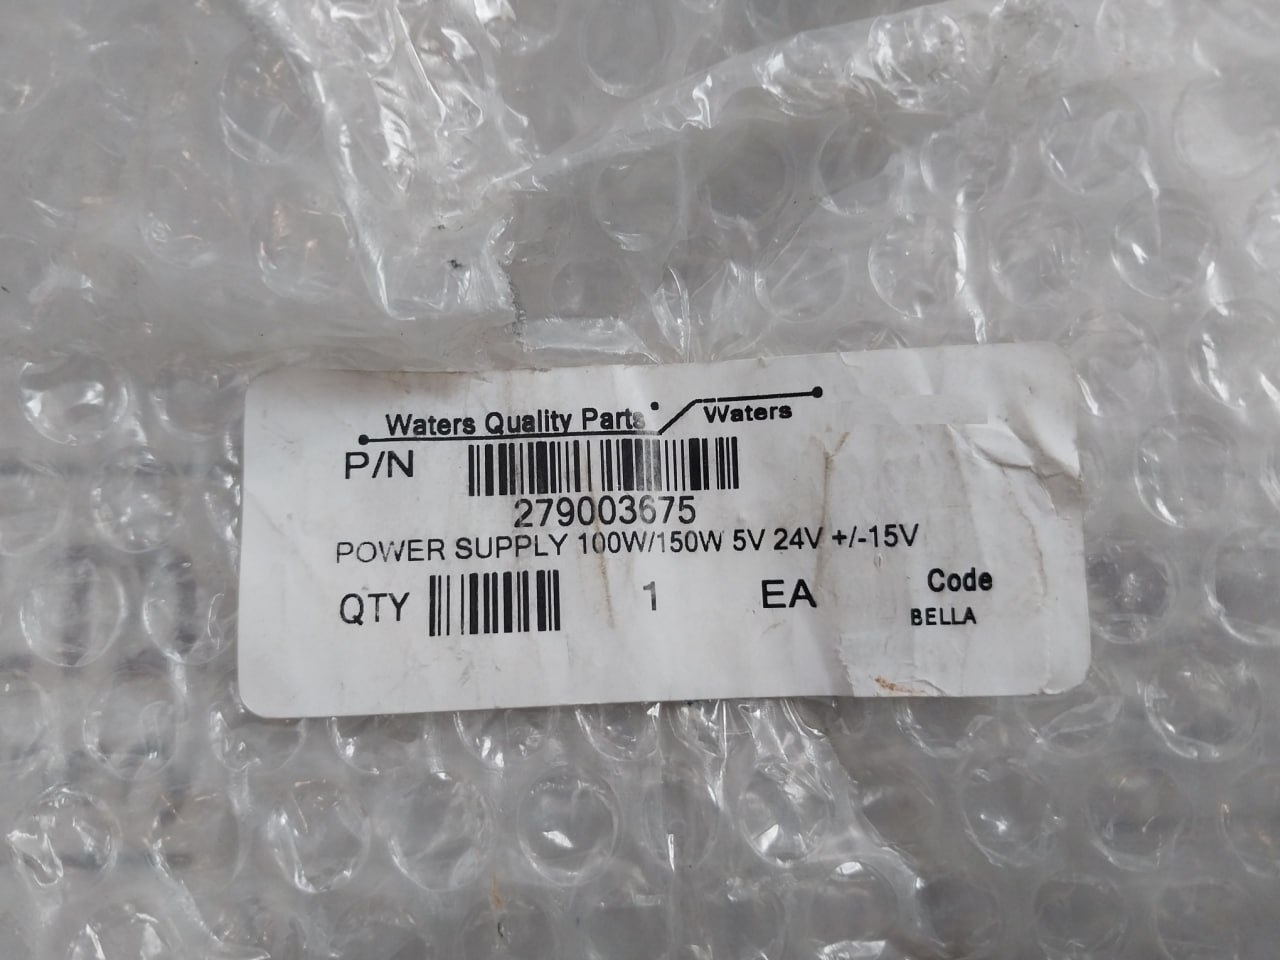 Waters Quality Parts
Waters
P/N
279003675
POWER SUPPLY 100W/150W 5V 24V +/-15V
QTY 1 EA Code
BELLA